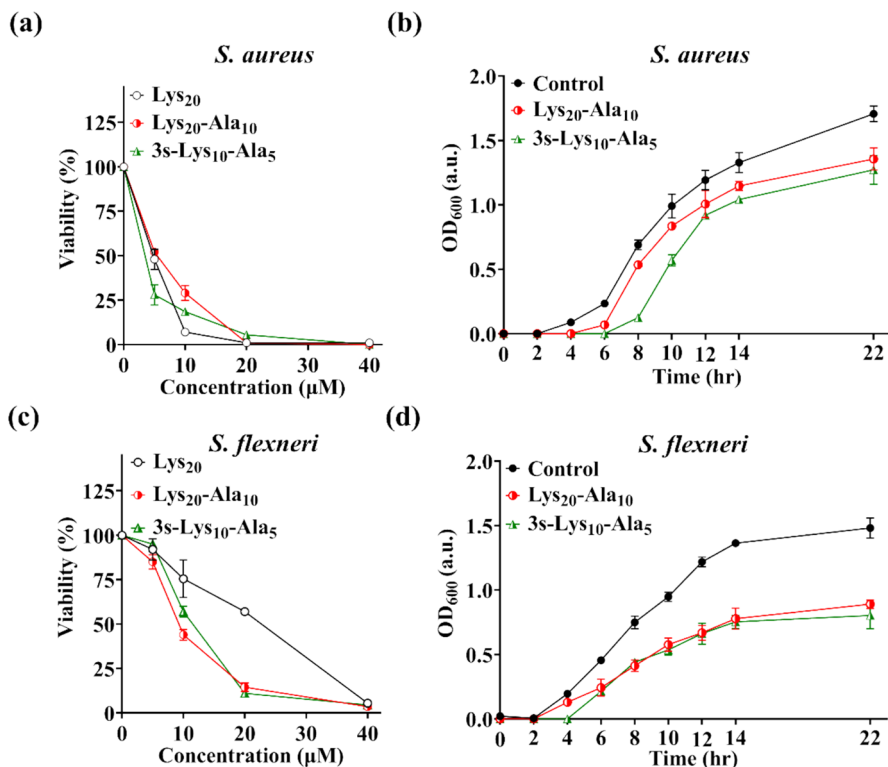 (a)
S. aureus
Lys20
Lys20-Ala10
3s-Lys10-Ala5
Viability (%)
125
100
75
50
25
0
0 10 20 30 40
Concentration (µM)
(b)
S. aureus
Control
Lys20-Ala10
3s-Lys10-Ala5
OD600 (a.u.)
2.0
1.5
1.0
0.5
0.0
0 2 4 6 8 10 12 14 22
Time (hr)
(c)
S. flexneri
Lys20
Lys20-Ala10
3s-Lys10-Ala5
Viability (%)
125
100
75
50
25
0
0 10 20 30 40
Concentration (µM)
(d)
S. flexneri
Control
Lys20-Ala10
3s-Lys10-Ala5
OD600 (a.u.)
2.0
1.5
1.0
0.5
0.0
0 2 4 6 8 10 12 14 22
Time (hr)